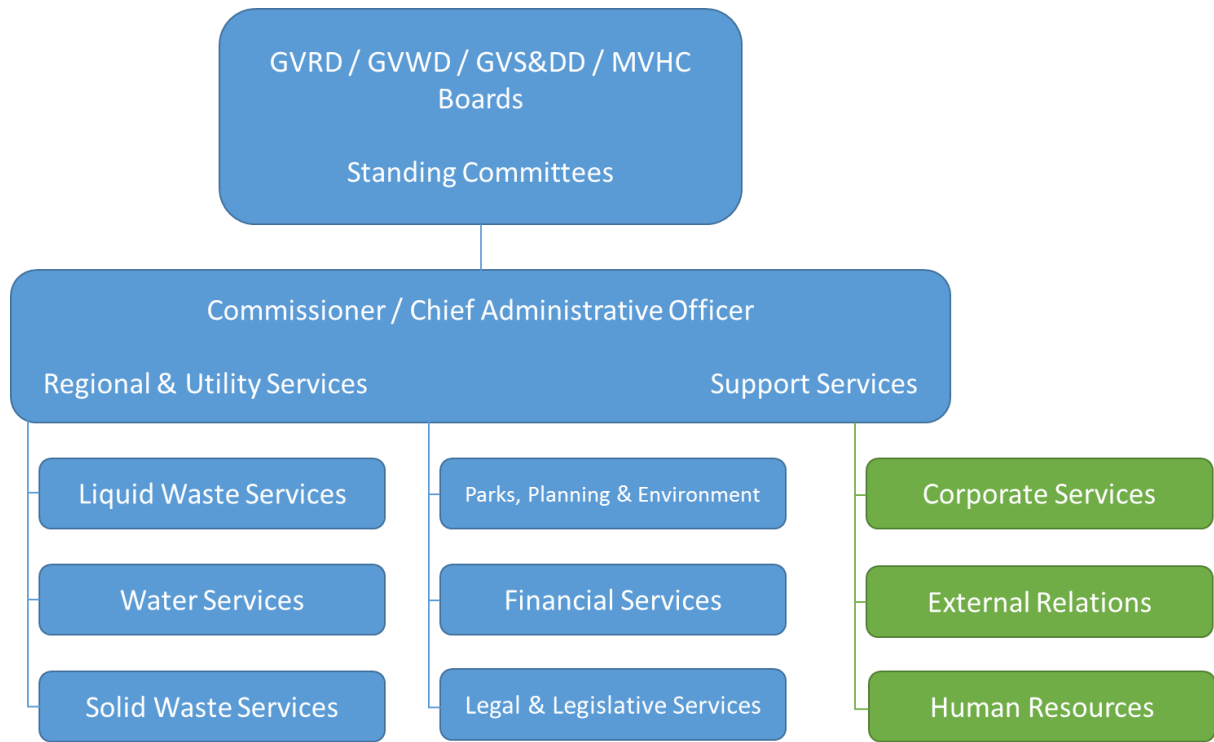 GVRD / GVWD / GVS&DD / MVHC
Boards
Standing Committees
Commissioner / Chief Administrative Officer
Regional & Utility Services
Support Services
Liquid Waste Services
Parks, Planning & Environment
Corporate Services
Water Services
Financial Services
External Relations
Solid Waste Services
Legal & Legislative Services
Human Resources